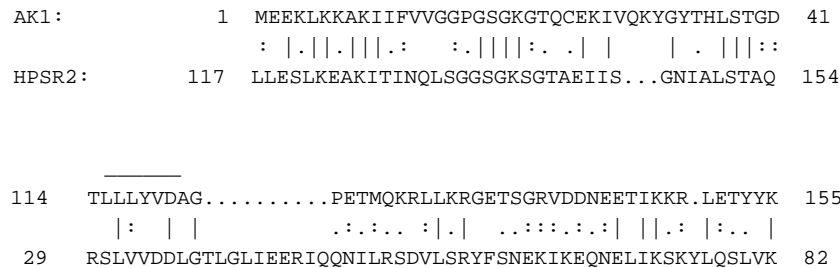 AK1: 1 MEEKLKKAKIIFVVGGPGSGKGTQCEKIVQKYGYTHLSTGD 41
: |.||.|||.: :.||||:. .| | | . |||::
HPSR2: 117 LLESLKEAKITINQLSGGSGKSGTAEIIS...GNIALSTAQ 154
114 TLLLYVDAG..........PETMQKRLLKRGETSGRVDDNEETIKKR.LETYYK 155
|: | | .:.:.. :|.| ..:::.:.:| ||.: |:.. |
29 RSLVVDDLGTLGLIEERIQQNILRSDVLSRYFSNEKIKEQNELIKSKYLQSLVK 82